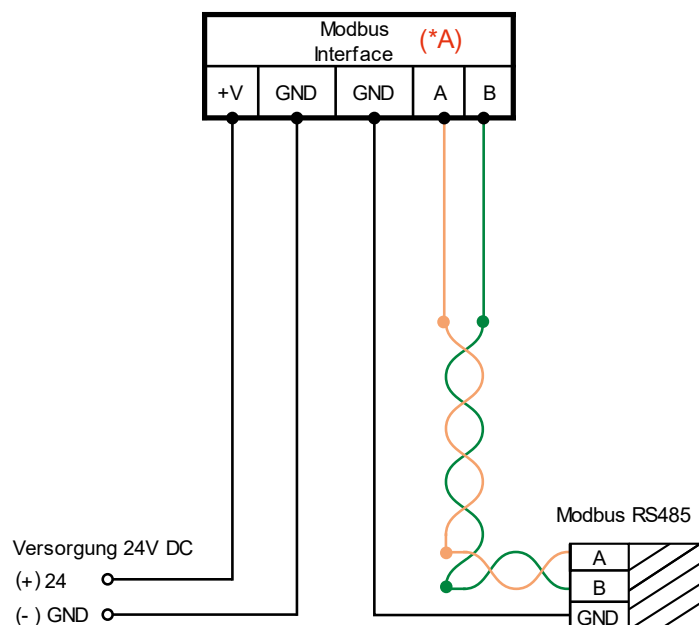 Modbus
Interface (*A)
+V GND GND A B
Modbus RS485
A
B
GND
Versorgung 24V DC
(+) 24
(-) GND